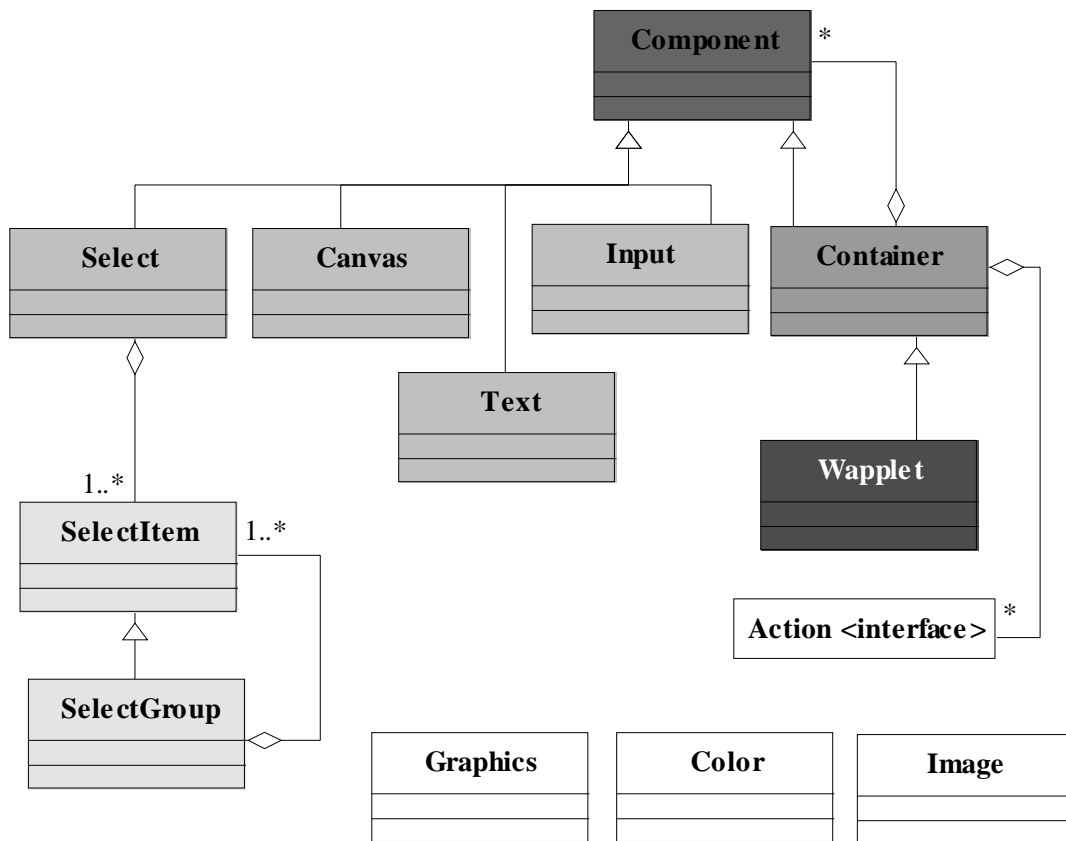 Component *
Select
Canvas
Input
Container
Text
Wapplet
1..*
SelectItem 1..*
*
Action <interface>
SelectGroup
Graphics
Color
Image